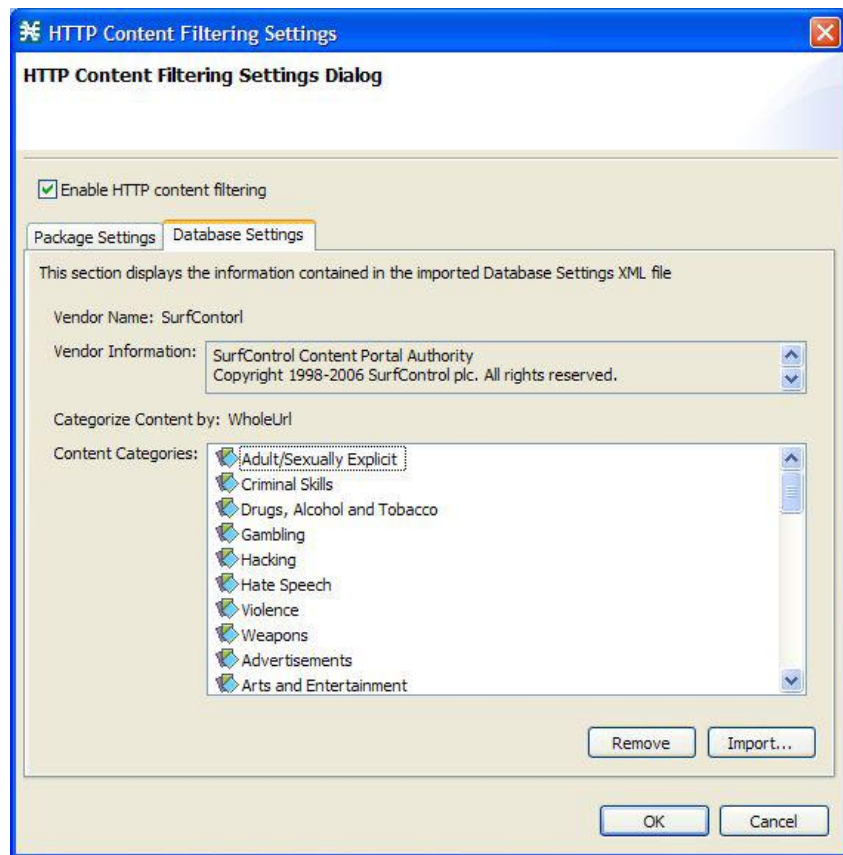 HTTP Content Filtering Settings
HTTP Content Filtering Settings Dialog
Enable HTTP content filtering
Package Settings Database Settings
This section displays the information contained in the imported Database Settings XML file
Vendor Name: SurfContorl
Vendor Information: SurfControl Content Portal Authority
Copyright 1998-2006 SurfControl plc. All rights reserved.
Categorize Content by: WholeUrl
Content Categories: Adult/Sexually Explicit
Criminal Skills
Drugs, Alcohol and Tobacco
Gambling
Hacking
Hate Speech
Violence
Weapons
Advertisements
Arts and Entertainment
Remove Import...
OK Cancel